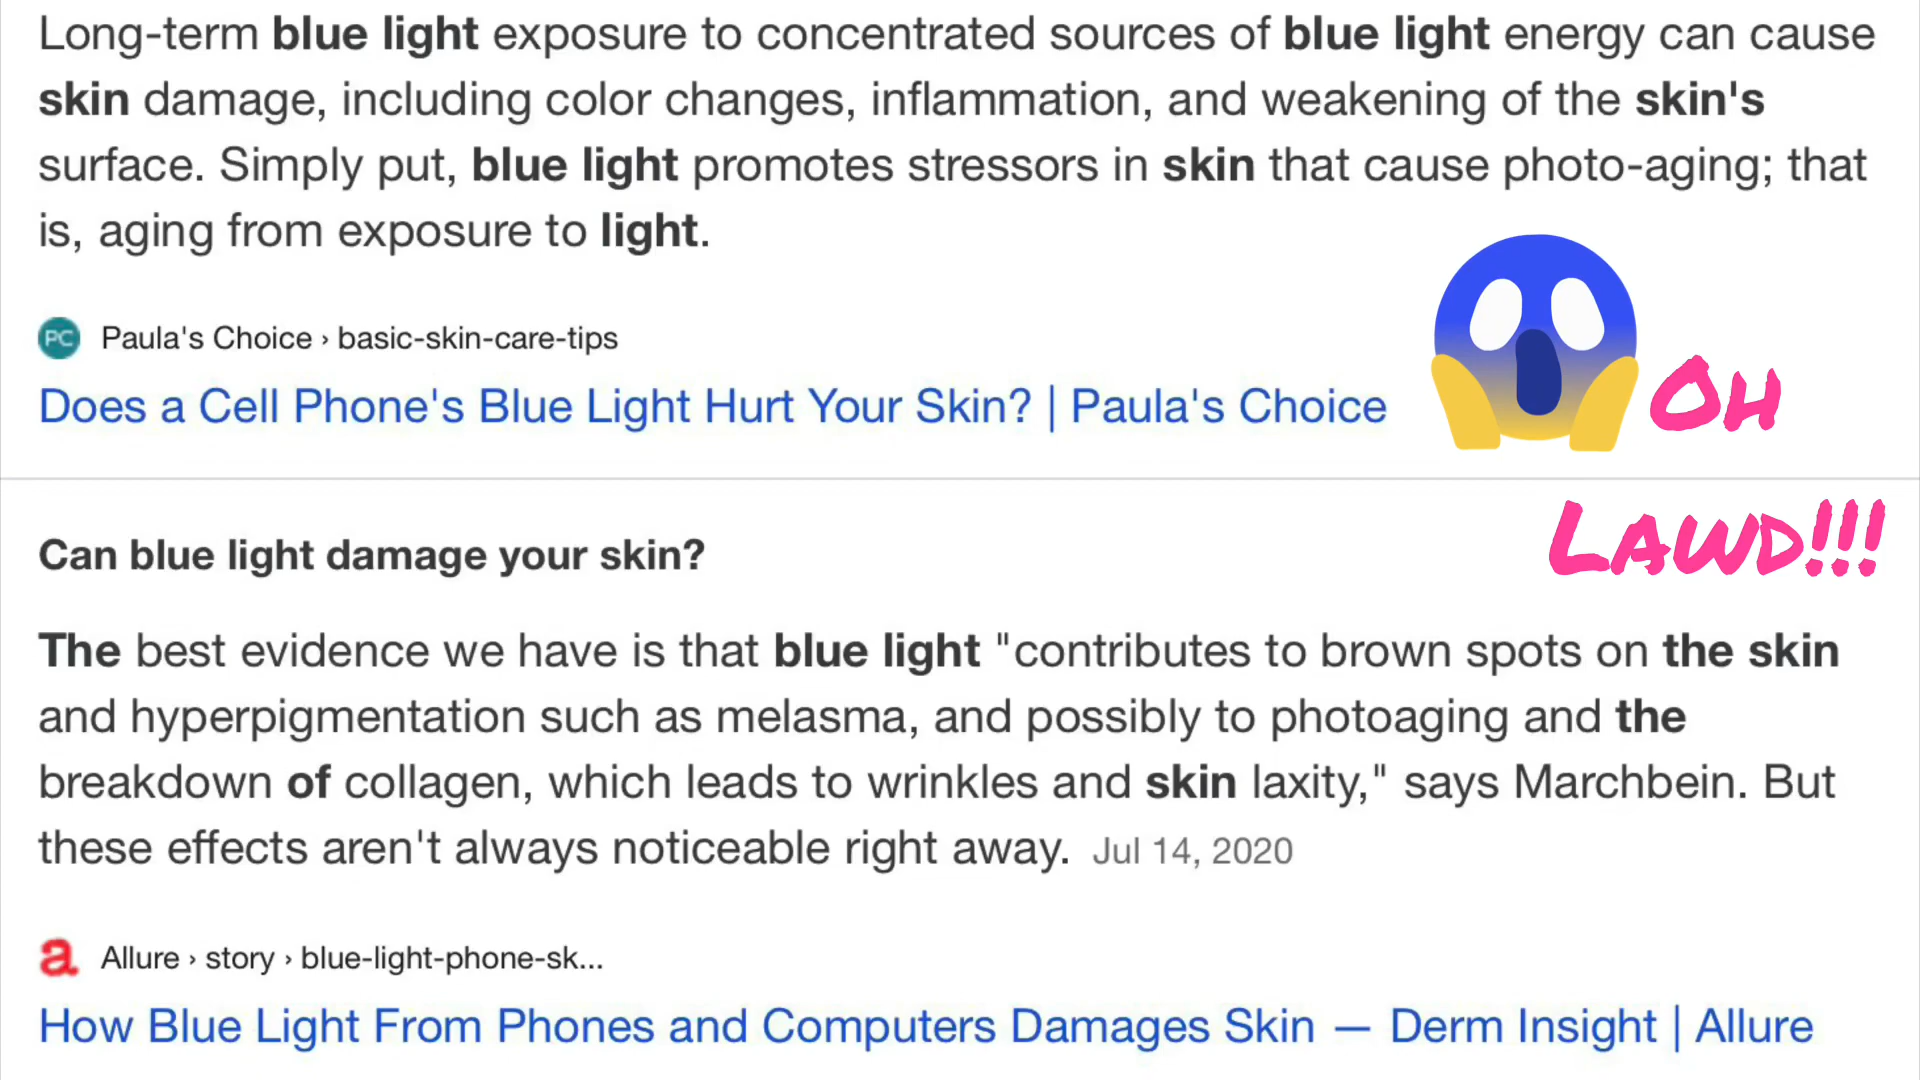 Long-term blue light exposure to concentrated sources of blue light energy can cause
skin damage, including color changes, inflammation, and weakening of the skin's
surface. Simply put, blue light promotes stressors in skin that cause photo-aging; that
is, aging from exposure to light.
PC Paula's Choice › basic-skin-care-tips
Does a Cell Phone's Blue Light Hurt Your Skin? | Paula's Choice
Oh
Lawd!!!
Can blue light damage your skin?
The best evidence we have is that blue light "contributes to brown spots on the skin
and hyperpigmentation such as melasma, and possibly to photoaging and the
breakdown of collagen, which leads to wrinkles and skin laxity," says Marchbein. But
these effects aren't always noticeable right away. Jul 14, 2020
a Allure › story › blue-light-phone-sk...
How Blue Light From Phones and Computers Damages Skin — Derm Insight | Allure